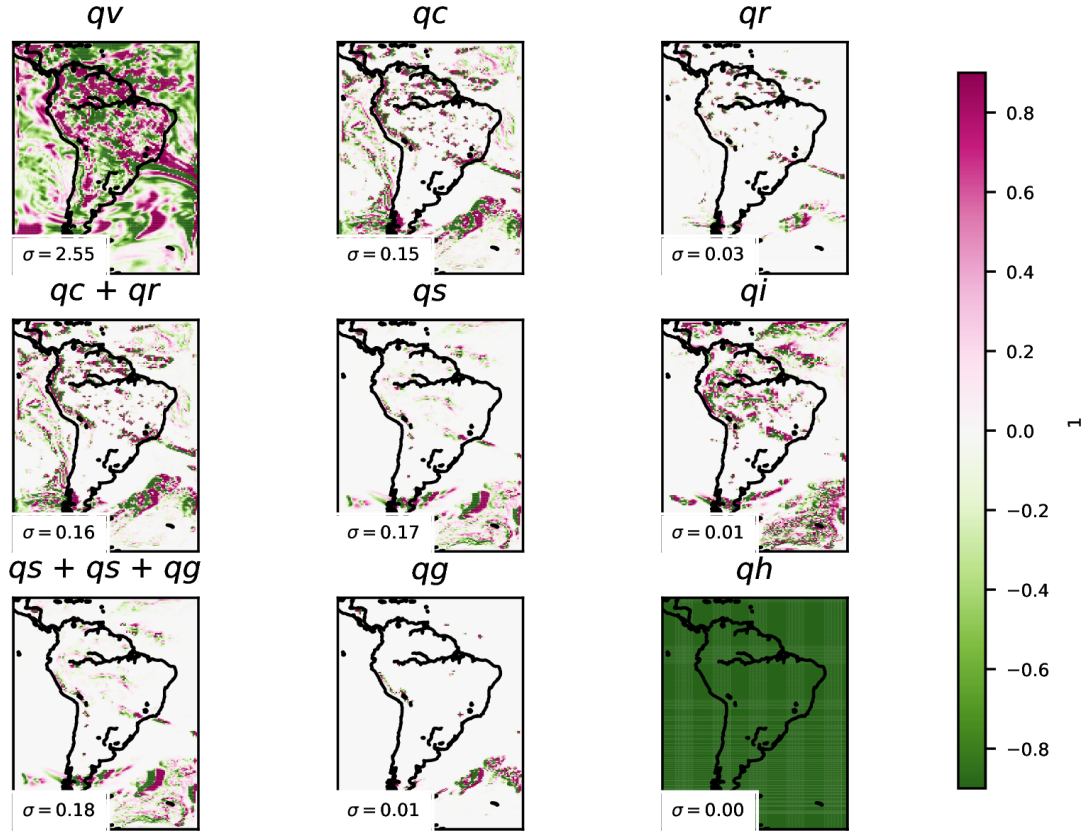 qv
qc
qr
σ = 2.55
σ = 0.15
σ = 0.03
qc + qr
qs
qi
σ = 0.16
σ = 0.17
σ = 0.01
qs + qs + qg
qg
qh
σ = 0.18
σ = 0.01
σ = 0.00
0.8
0.6
0.4
0.2
0.0
−0.2
−0.4
−0.6
−0.8
1